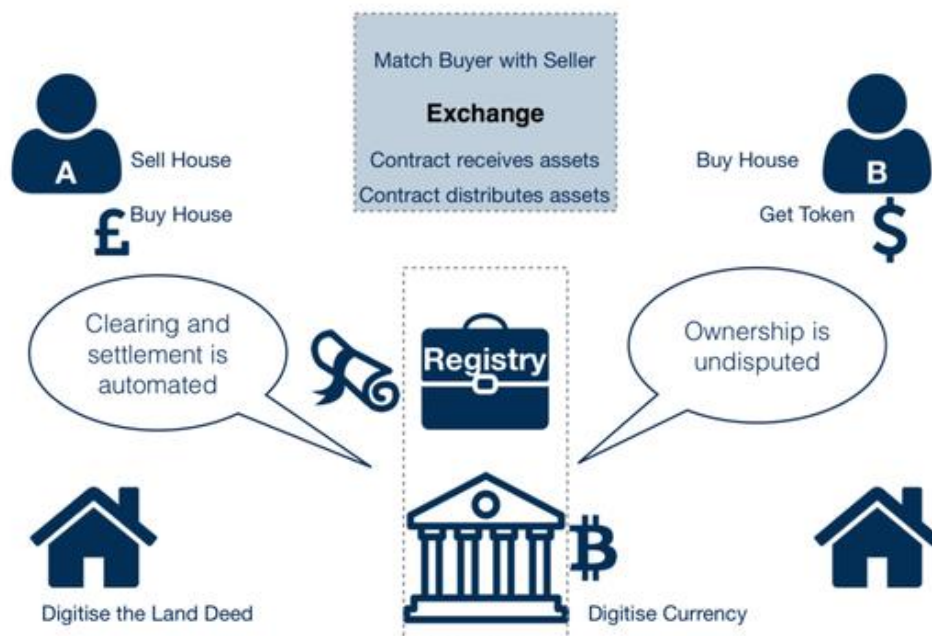 Match Buyer with Seller
Exchange
Contract receives assets
Contract distributes assets
A
Sell House
£
Buy House
Buy House
B
Get Token
$
Clearing and
settlement is
automated
Registry
Ownership is
undisputed
₿
Digitise the Land Deed
Digitise Currency